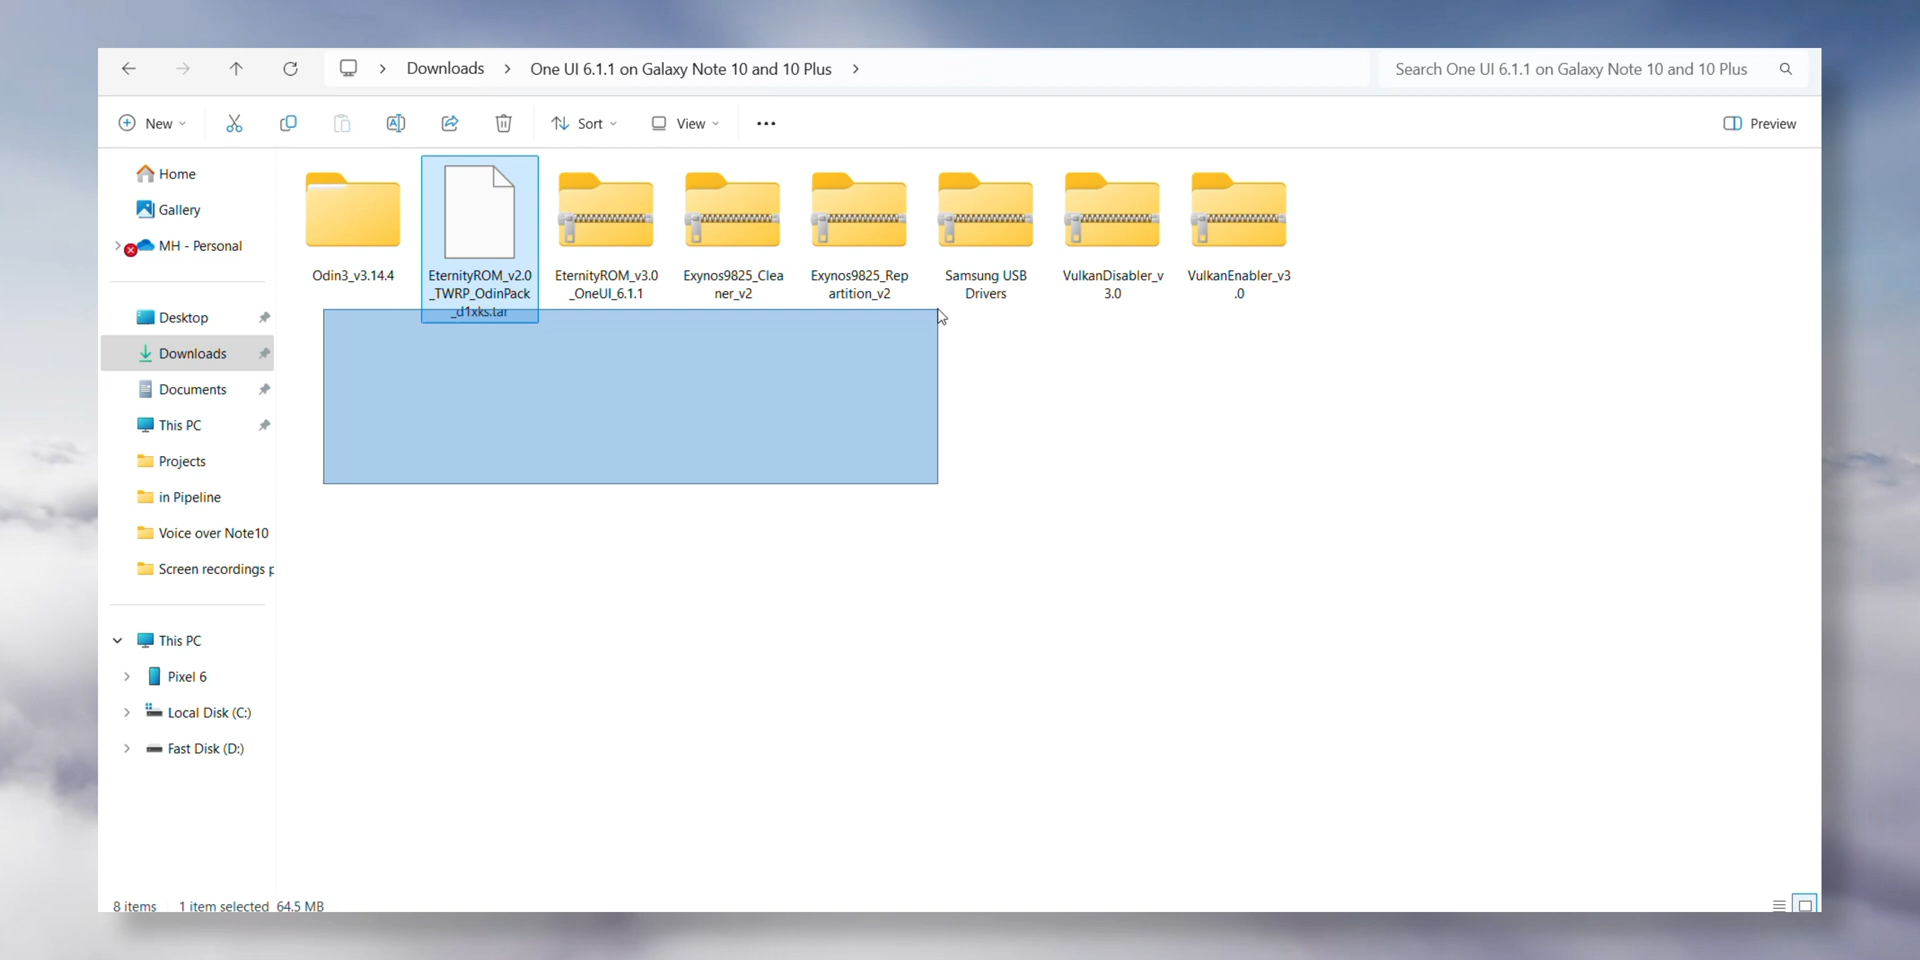 Downloads > One UI 6.1.1 on Galaxy Note 10 and 10 Plus >
Search One UI 6.1.1 on Galaxy Note 10 and 10 Plus
New
Sort
View
Preview
Home
Gallery
MH - Personal
Desktop
Downloads
Documents
This PC
Projects
in Pipeline
Voice over Note10
Screen recordings p
This PC
Pixel 6
Local Disk (C:)
Fast Disk (D:)
Odin3_v3.14.4
EternityROM_v2.0
_TWRP_OdinPack
_d1xks.tar
EternityROM_v3.0
_OneUI_6.1.1
Exynos9825_Clea
ner_v2
Exynos9825_Rep
artition_v2
Samsung USB
Drivers
VulkanDisabler_v
3.0
VulkanEnabler_v3
.0
8 items
1 item selected 64.5 MB